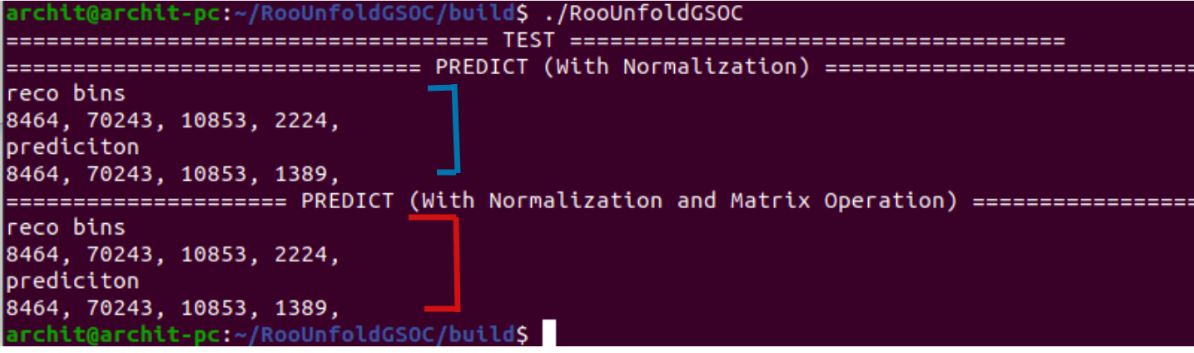 archit@archit-pc:~/RooUnfoldGSOC/build$ ./RooUnfoldGSOC
==================================== TEST =====================================
=============================== PREDICT (With Normalization) ============================
reco bins
8464, 70243, 10853, 2224,
prediciton
8464, 70243, 10853, 1389,
===================== PREDICT (With Normalization and Matrix Operation) =================
reco bins
8464, 70243, 10853, 2224,
prediciton
8464, 70243, 10853, 1389,
archit@archit-pc:~/RooUnfoldGSOC/build$